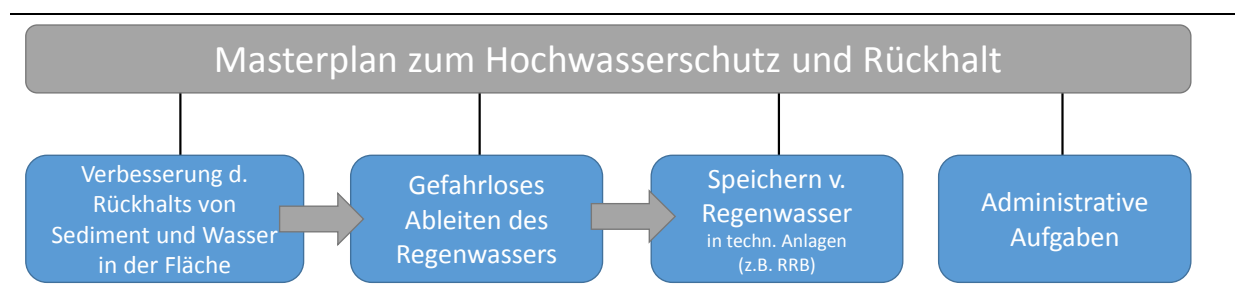 Masterplan zum Hochwasserschutz und Rückhalt
Verbesserung d.
Rückhalts von
Sediment und Wasser
in der Fläche
Gefahrloses
Ableiten des
Regenwassers
Speichern v.
Regenwasser
in techn. Anlagen
(z.B. RRB)
Administrative
Aufgaben